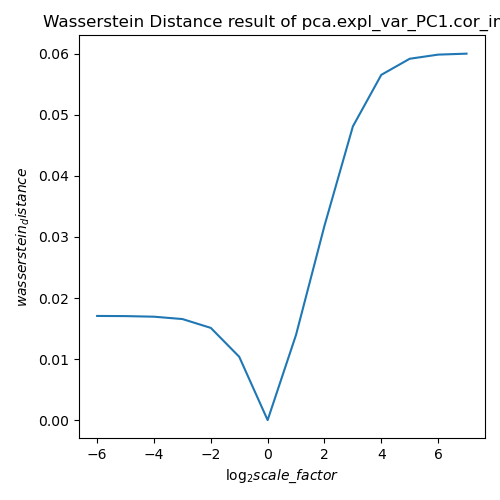 Wasserstein Distance result of pca.expl_var_PC1.cor_in
0.06
0.05
0.04
0.03
0.02
0.01
0.00
wasserstein_distance
−6 −4 −2 0 2 4 6
log₂scale_factor